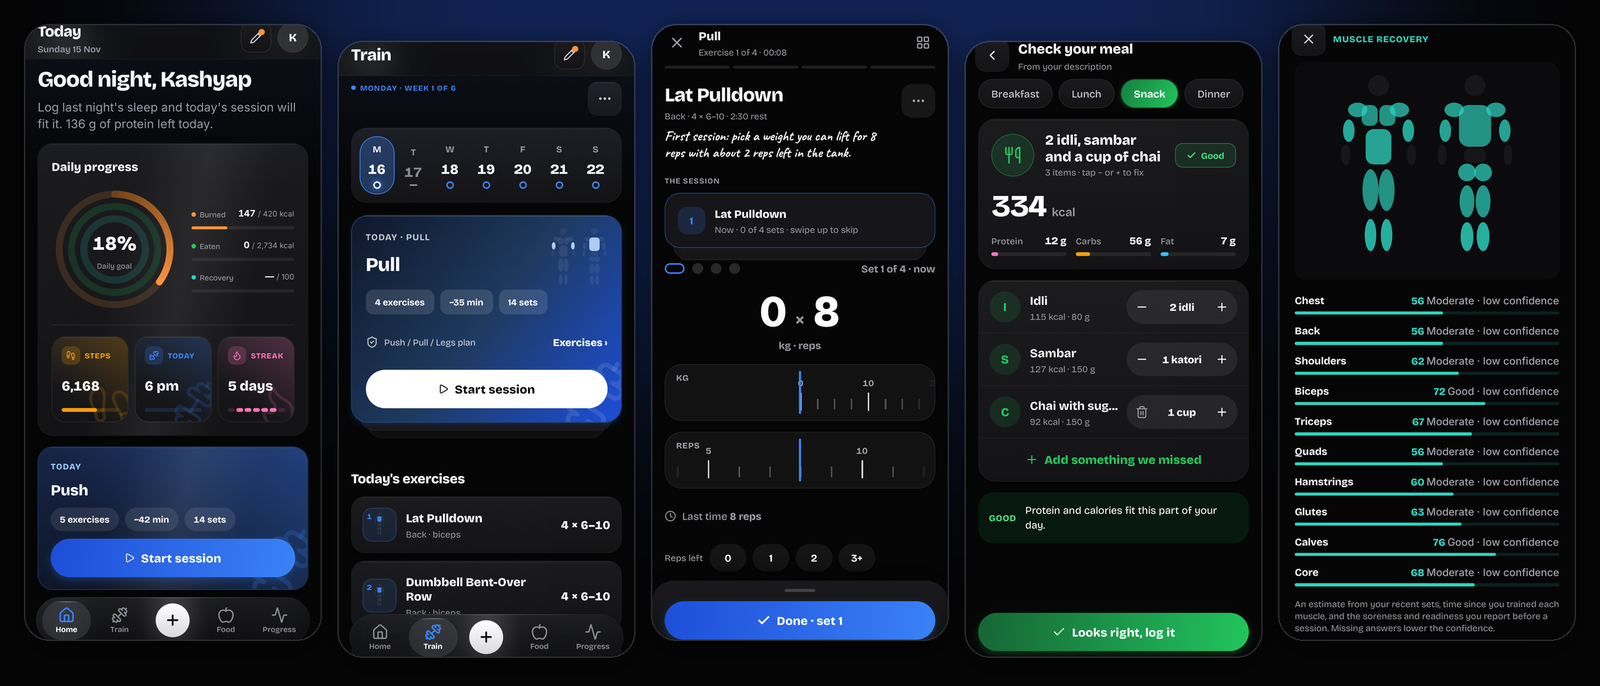 Today
Sunday 15 Nov
K
Good night, Kashyap
Log last night's sleep and today's session will
fit it. 136 g of protein left today.
Daily progress
18%
Daily goal
Burned 147 / 420 kcal
Eaten 0 / 2,734 kcal
Recovery — / 100
STEPS
6,168
TODAY
6 pm
STREAK
5 days
TODAY
Push
5 exercises
~42 min
14 sets
Start session
Home
Train
+
Food
Progress
Train
K
MONDAY · WEEK 1 OF 6
...
M T W T F S S
16 17 18 19 20 21 22
TODAY · PULL
Pull
4 exercises
~35 min
14 sets
Push / Pull / Legs plan
Exercises ›
Start session
Today's exercises
1
Lat Pulldown
Back · biceps
4 × 6–10
2
Dumbbell Bent-Over
Row
Back · biceps
4 × 6–10
Home
Train
+
Food
Progress
Pull
Exercise 1 of 4 · 00:08
Lat Pulldown
Back · 4 × 6–10 · 2:30 rest
...
First session: pick a weight you can lift for 8
reps with about 2 reps left in the tank.
THE SESSION
1
Lat Pulldown
Now · 0 of 4 sets · swipe up to skip
Set 1 of 4 · now
0 × 8
kg · reps
KG
0
10
REPS
5
10
Last time 8 reps
Reps left
0
1
2
3+
Done · set 1
Check your meal
From your description
Breakfast
Lunch
Snack
Dinner
2 idli, sambar
and a cup of chai
3 items · tap − or + to fix
Good
334 kcal
Protein 12 g
Carbs 56 g
Fat 7 g
I
Idli
115 kcal · 80 g
− 2 idli +
S
Sambar
127 kcal · 150 g
− 1 katori +
C
Chai with sug...
92 kcal · 150 g
1 cup +
+ Add something we missed
GOOD
Protein and calories fit this part of your
day.
Looks right, log it
MUSCLE RECOVERY
Chest 56 Moderate · low confidence
Back 56 Moderate · low confidence
Shoulders 62 Moderate · low confidence
Biceps 72 Good · low confidence
Triceps 67 Moderate · low confidence
Quads 56 Moderate · low confidence
Hamstrings 60 Moderate · low confidence
Glutes 63 Moderate · low confidence
Calves 76 Good · low confidence
Core 68 Moderate · low confidence
An estimate from your recent sets, time since you trained each
muscle, and the soreness and readiness you report before a
session. Missing answers lower the confidence.